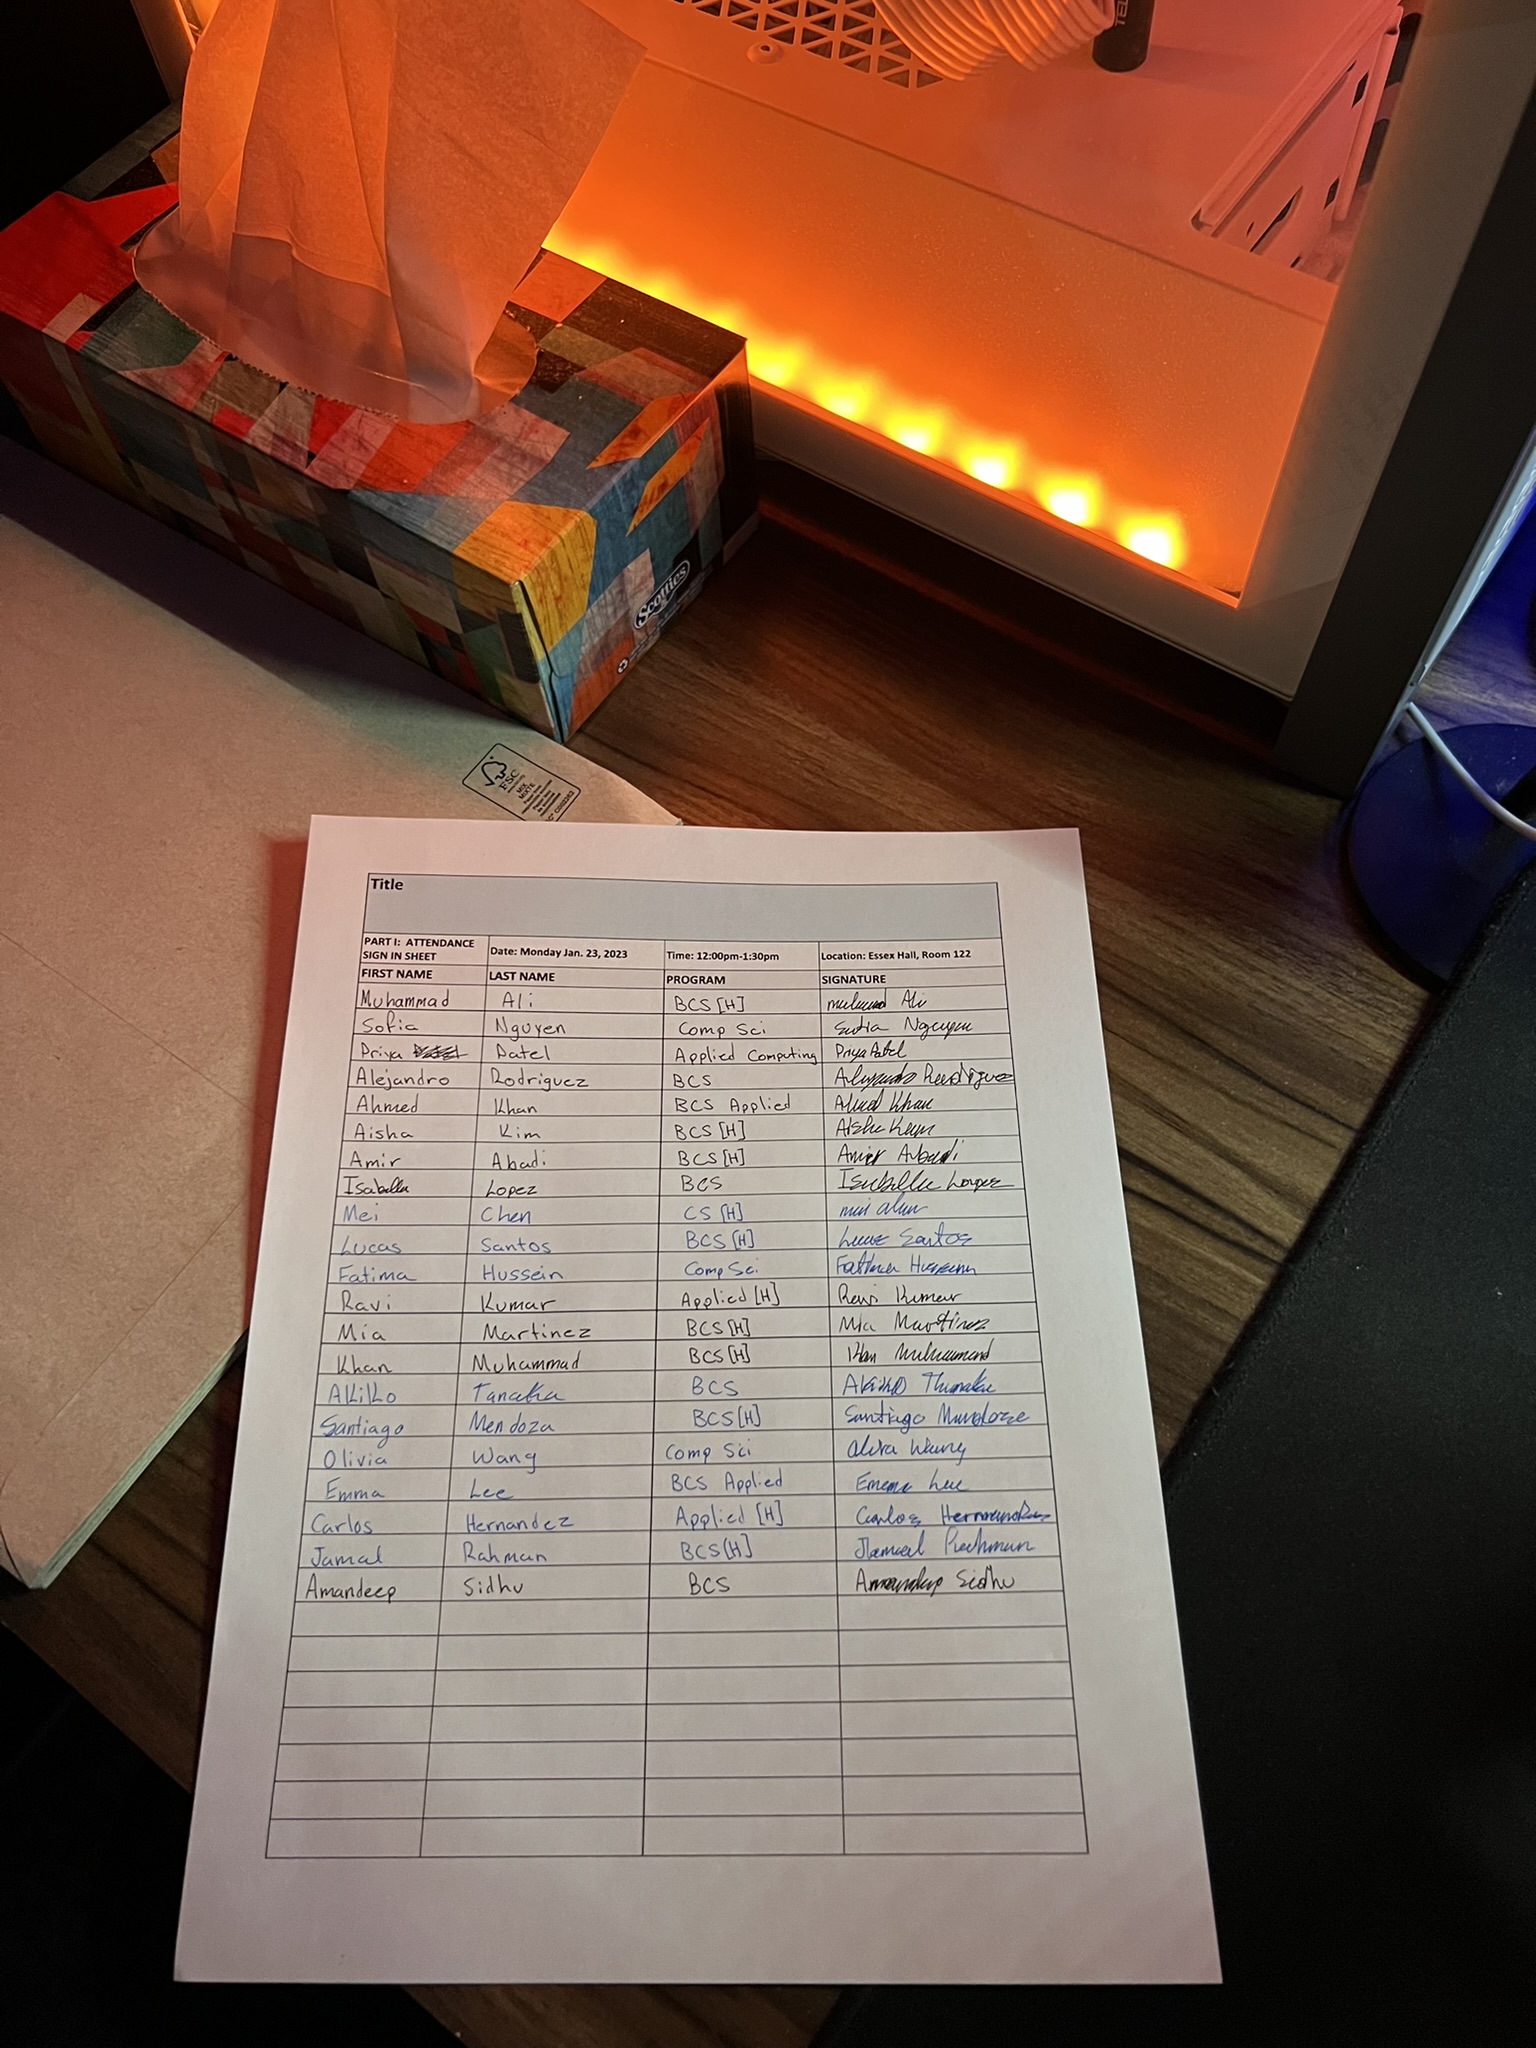 TEL
Scotties
FSC
MIX
MIXTE
Title
PART I: ATTENDANCE SIGN IN SHEET Date: Monday Jan. 23, 2023 Time: 12:00pm-1:30pm Location: Essex Hall, Room 122
FIRST NAME LAST NAME PROGRAM SIGNATURE
Muhammad Ali BCS [H] Ali
Sofia Nguyen Comp Sci Sofia Nguyen
Priya Patel Applied Computing Priya Patel
Alejandro Rodriguez BCS Alejandro Rodriguez
Ahmed Khan BCS Applied Ahmed Khan
Aisha Kim BCS [H] Aisha Kim
Amir Abadi BCS [H] Amir Abadi
Isabella Lopez BCS Isabella Lopez
Mei Chen CS [H]
Lucas Santos BCS [H] Lucas Santos
Fatima Hussein Comp Sci Fatima Hussein
Ravi Kumar Applied [H] Ravi Kumar
Mia Martinez BCS [H] Mia Martinez
Khan Muhammad BCS [H] Khan Muhammad
Akiko Tanaka BCS Akiko Tanaka
Santiago Mendoza BCS [H] Santiago Mendoza
Olivia Wang Comp Sci Wang
Emma Lee BCS Applied Emma Lee
Carlos Hernandez Applied [H] Carlos Hernandez
Jamal Rahman BCS [H] Jamal Rahman
Amandeep Sidhu BCS Amandeep Sidhu